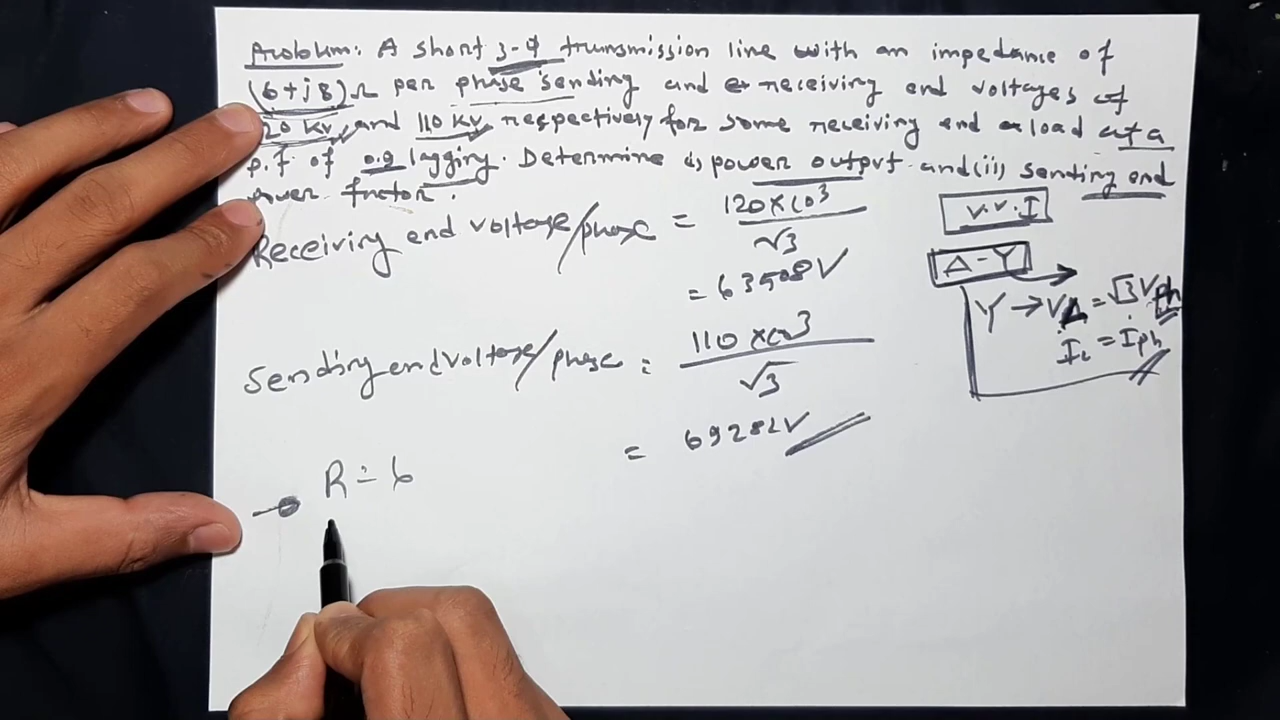 Problem: A short 3-φ transmission line with an impedance of
(6+j8)Ω per phase sending and receiving end voltages of
120 kV and 110 kV respectively for some receiving end load at a
p.f of 0.9 lagging. Determine (i) power output and (ii) sending end
power factor.
Receiving end voltage/phase = 120×10³
√3
= 63508V
Sending end voltage/phase = 110×10³
√3
= 69282V
R = 6
V.V.I
Δ-Y
Y → VL = √3 Vph
IL = Iph